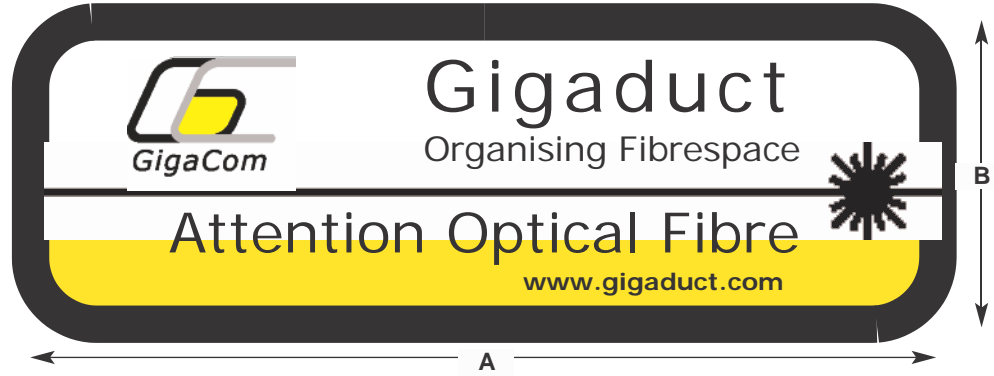 Gigaduct
GigaCom
Organising Fibrespace
B
Attention Optical Fibre
www.gigaduct.com
A